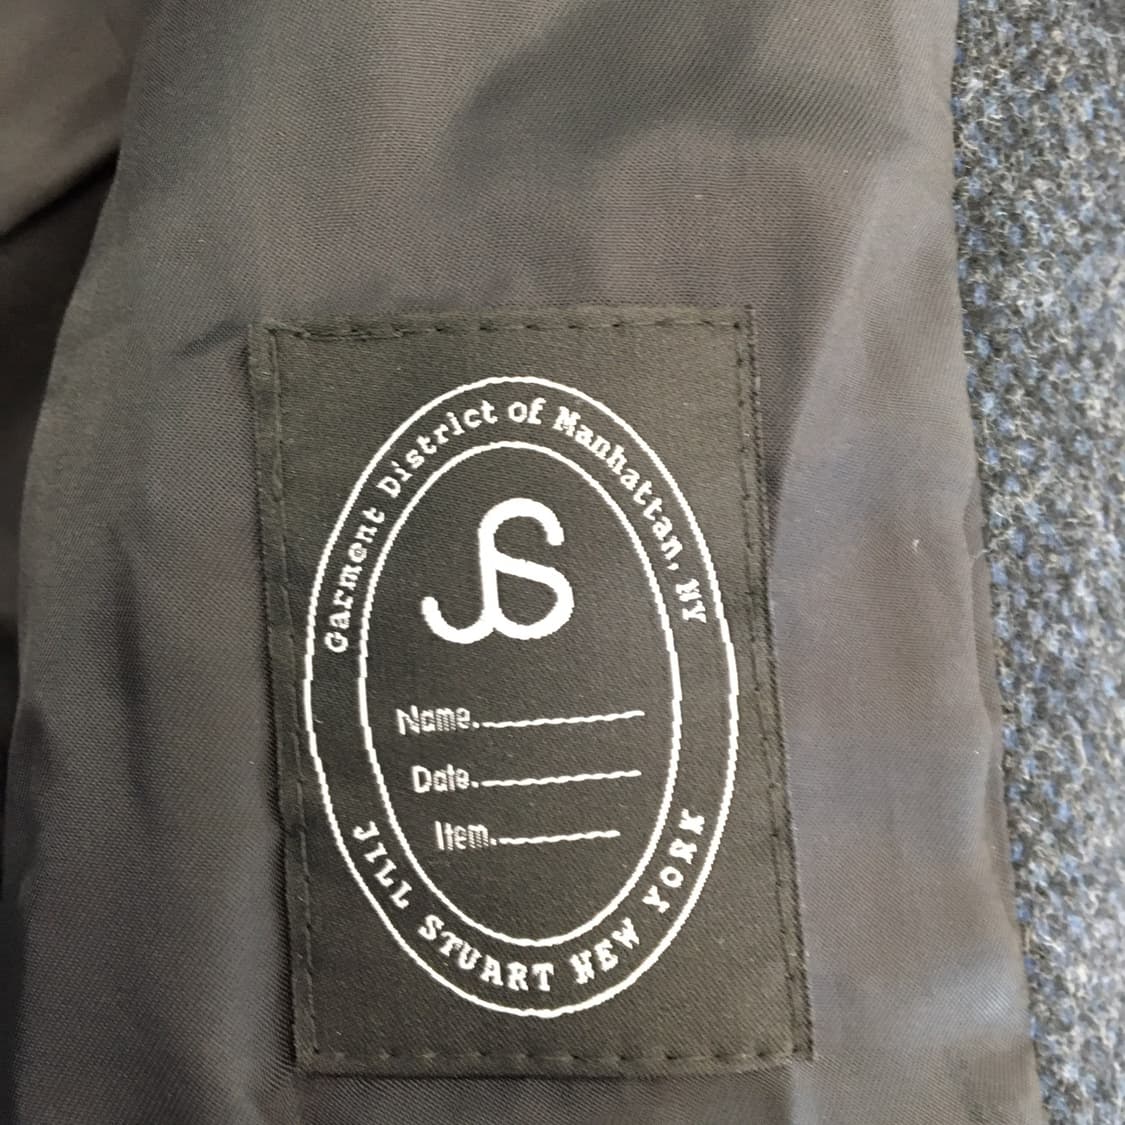 Garment District of Manhattan, NY
JS
Name.
Date.
Item.
JILL STUART NEW YORK